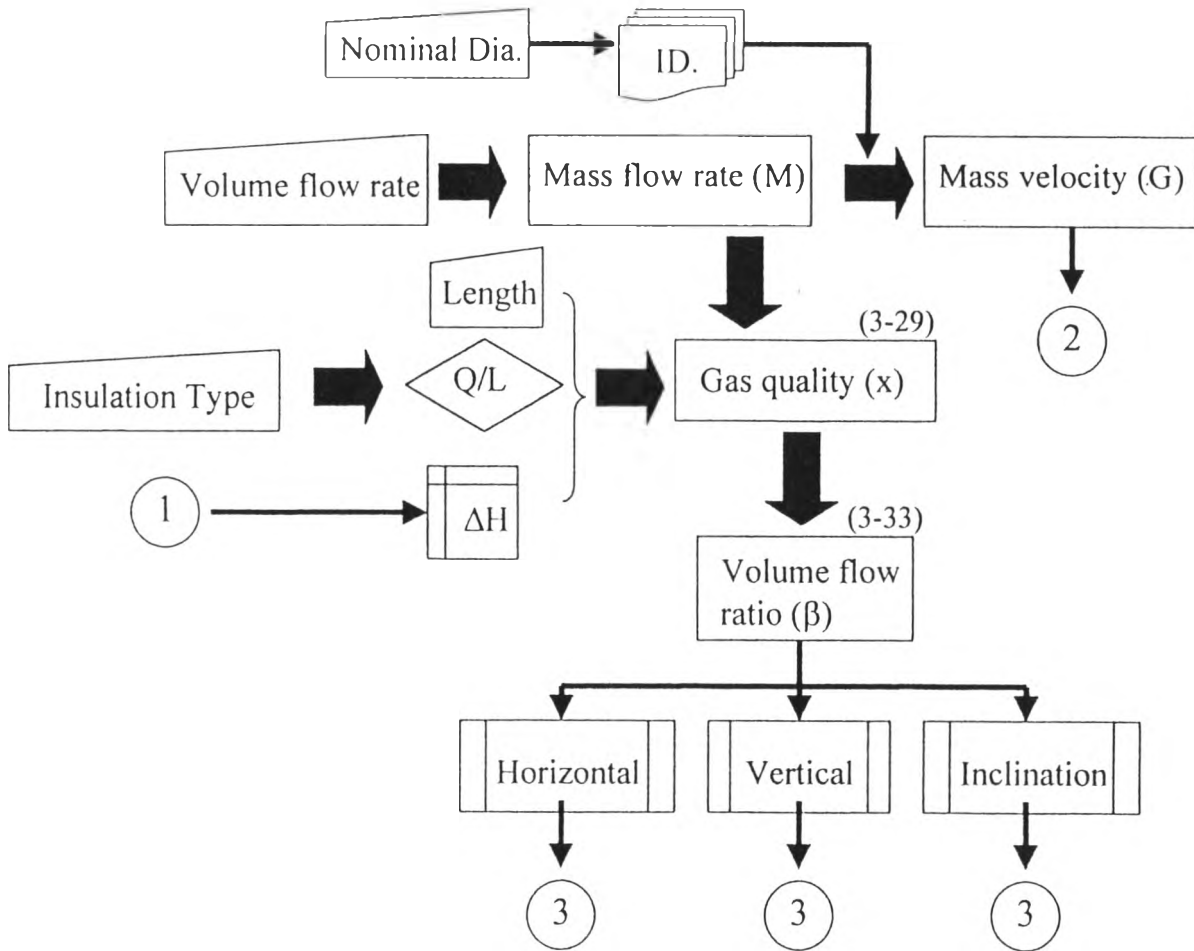 Nominal Dia.
ID.
Volume flow rate
Mass flow rate (M)
Mass velocity (G)
Length
(3-29)
2
Insulation Type
Q/L
Gas quality (x)
1
ΔH
(3-33)
Volume flow
ratio (β)
Horizontal
Vertical
Inclination
3
3
3